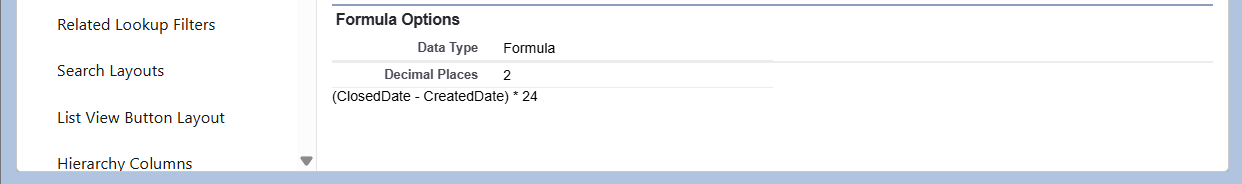 Related Lookup Filters
Search Layouts
List View Button Layout
Hierarchy Columns
Formula Options
Data Type Formula
Decimal Places 2
(ClosedDate - CreatedDate) * 24